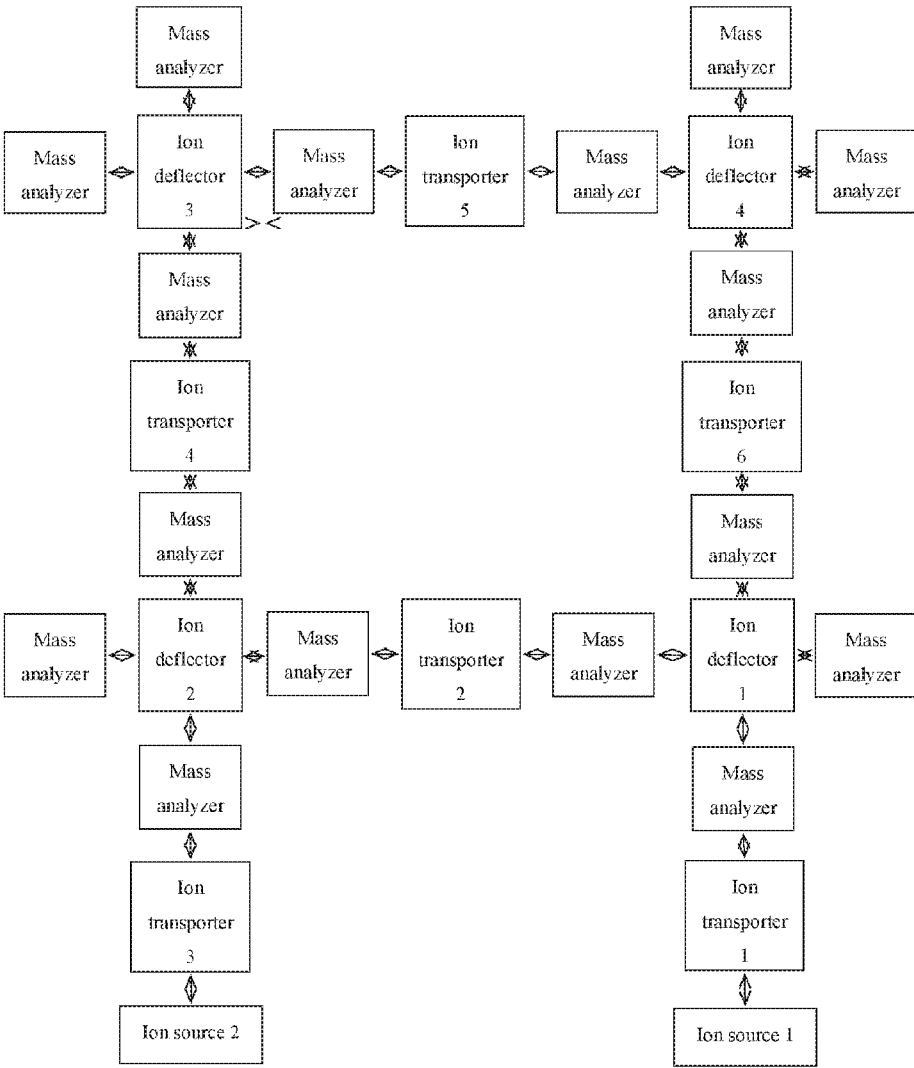 Mass
analyzer
Mass
analyzer
Mass
analyzer
Ion
deflector
3
Mass
analyzer
Ion
transporter
5
Mass
analyzer
Ion
deflector
4
Mass
analyzer
Mass
analyzer
Mass
analyzer
Ion
transporter
4
Ion
transporter
6
Mass
analyzer
Mass
analyzer
Mass
analyzer
Ion
deflector
2
Mass
analyzer
Ion
transporter
2
Mass
analyzer
Ion
deflector
1
Mass
analyzer
Mass
analyzer
Mass
analyzer
Ion
transporter
3
Ion
transporter
1
Ion source 2
Ion source 1